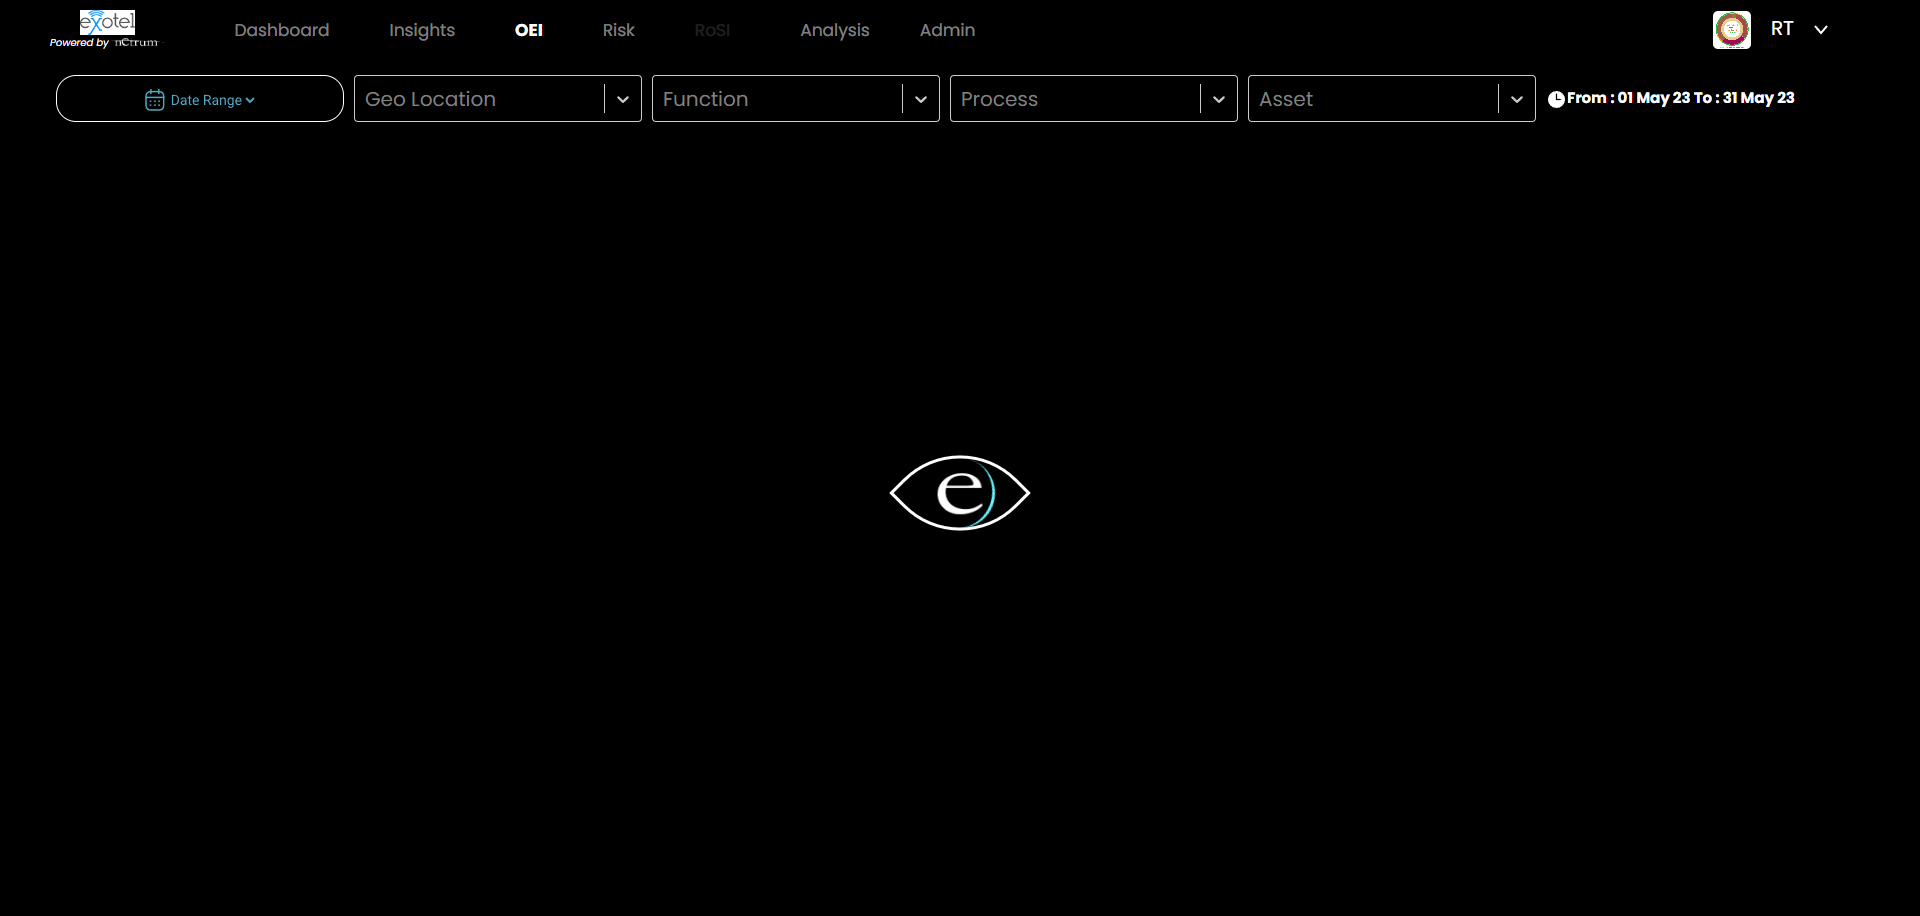 exotel
Powered by
Dashboard Insights OEI Risk RoSI Analysis Admin RT
Date Range Geo Location Function Process Asset From : 01 May 23 To : 31 May 23
e